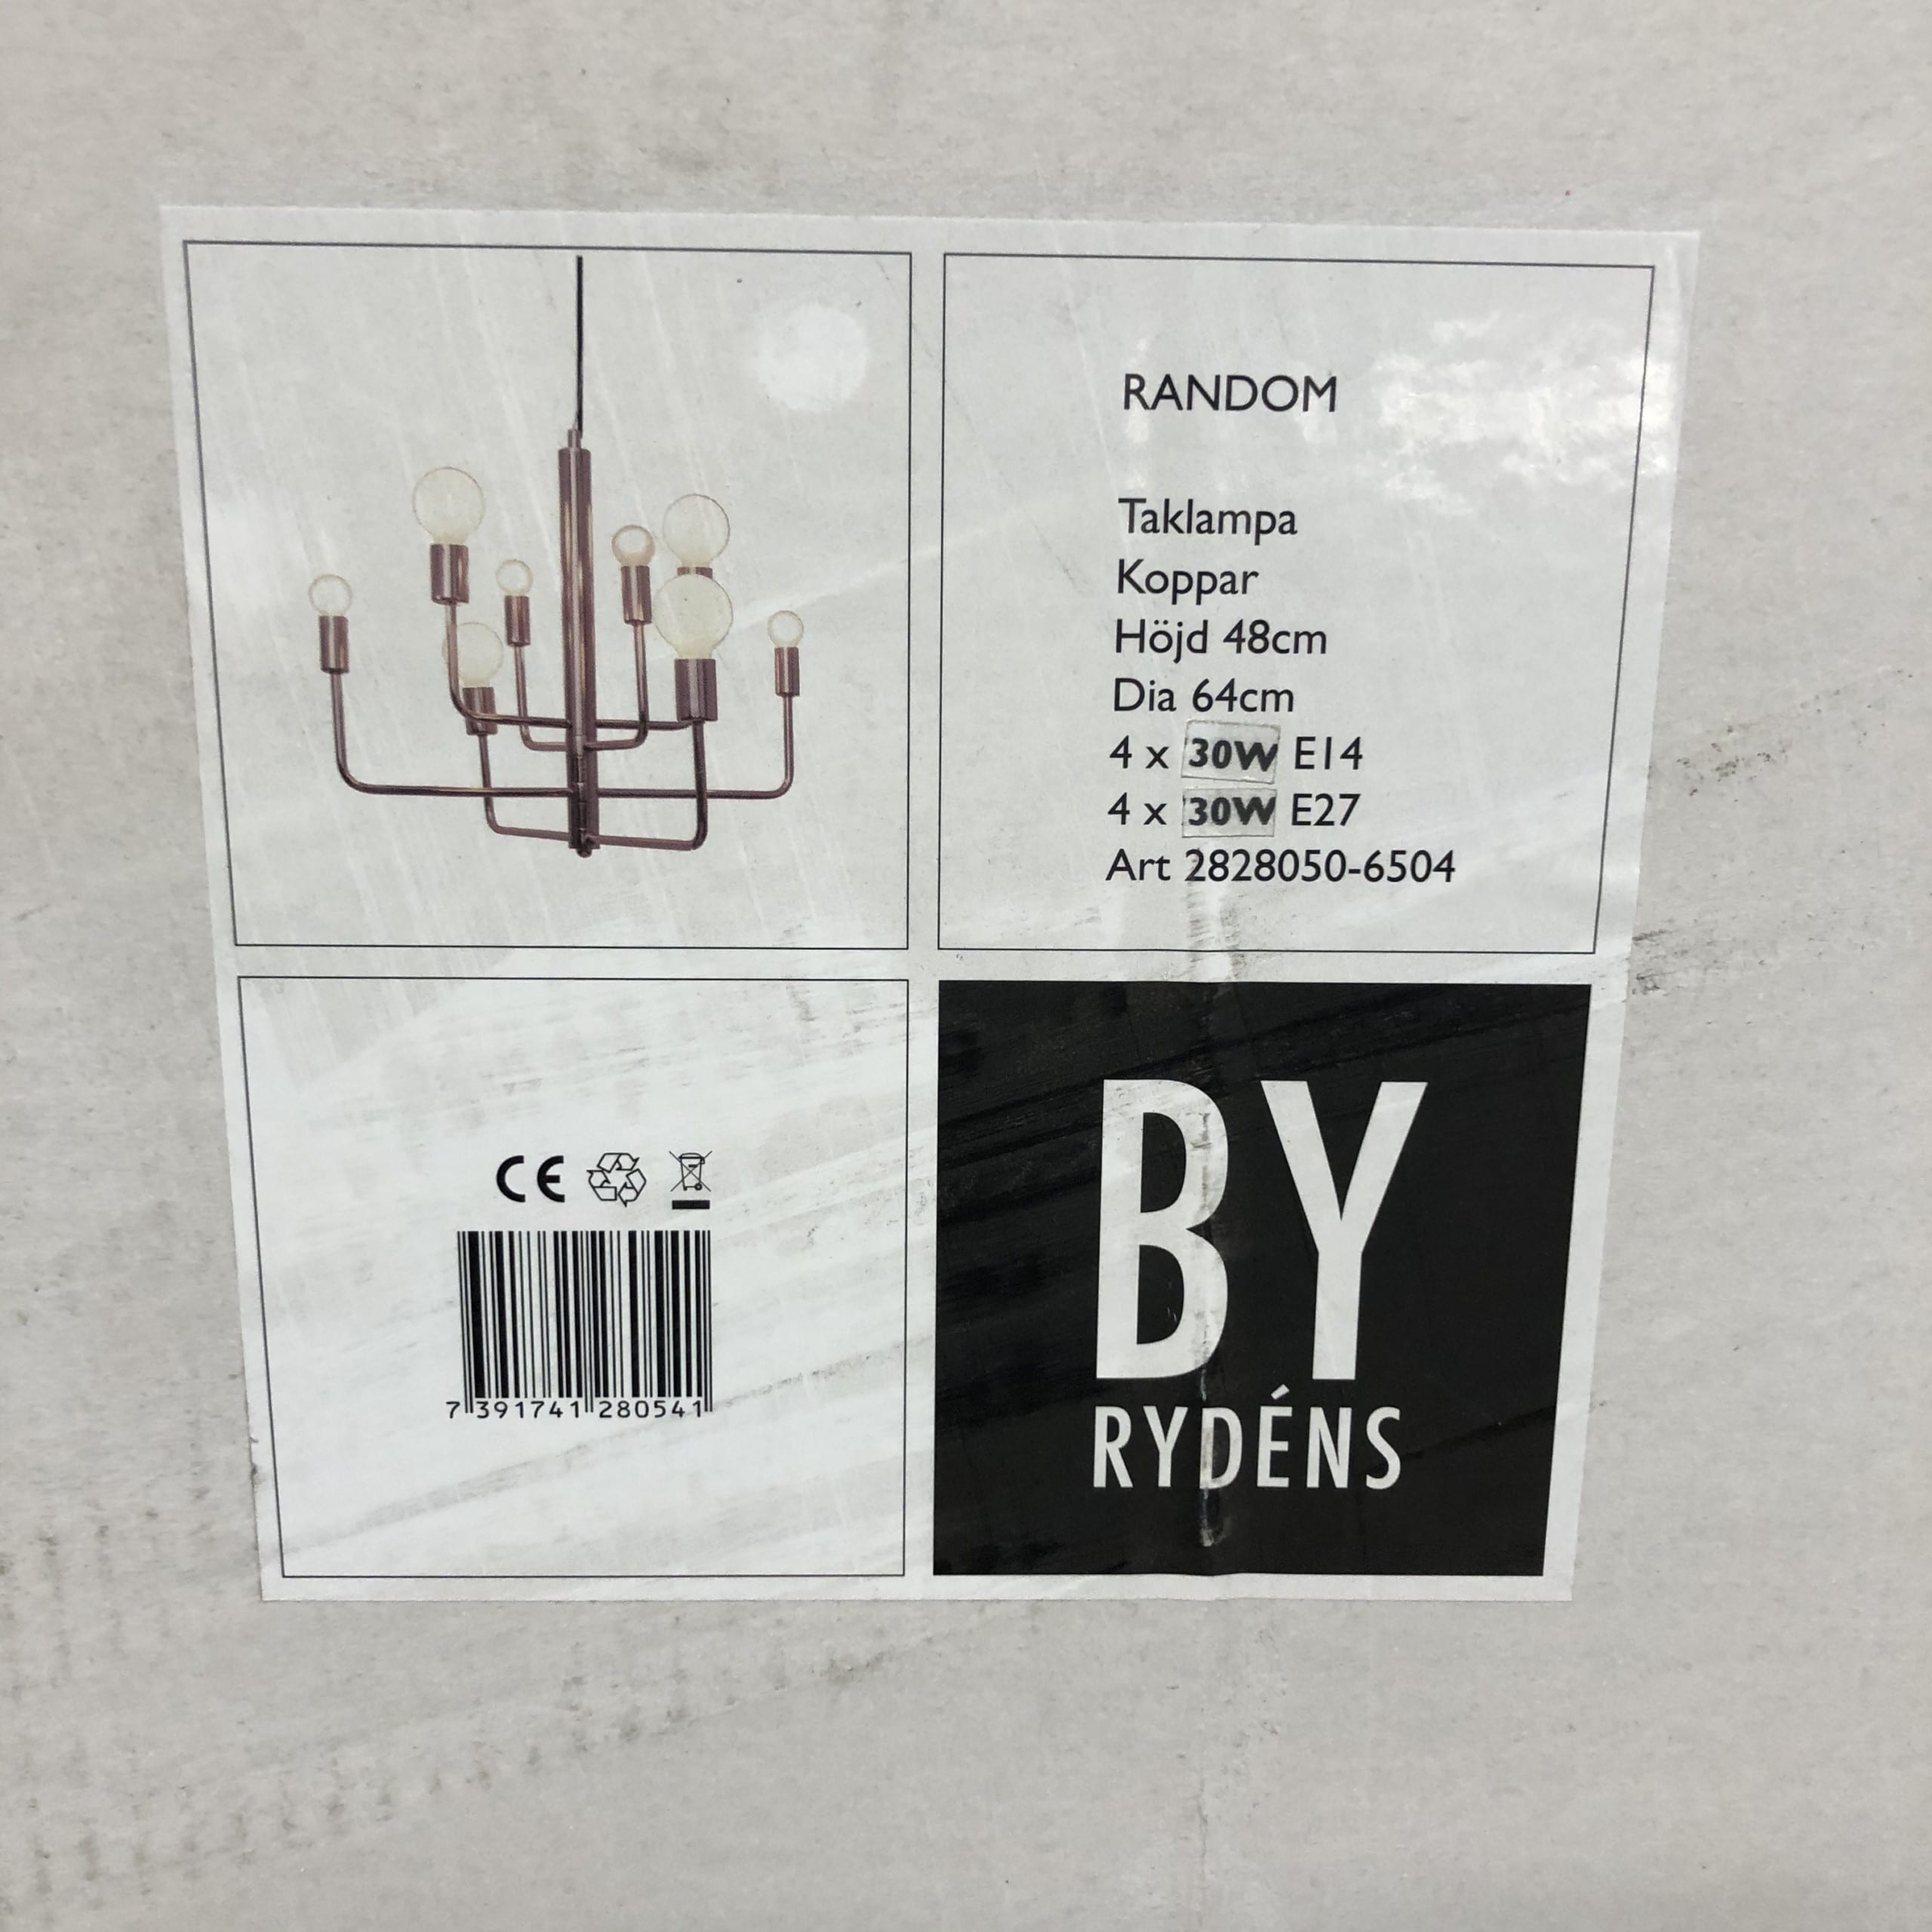 RANDOM
Taklampa
Koppar
Höjd 48cm
Dia 64cm
4 x 30W E14
4 x 30W E27
Art 2828050-6504
CE
7 391741 280541
BY
RYDÉNS